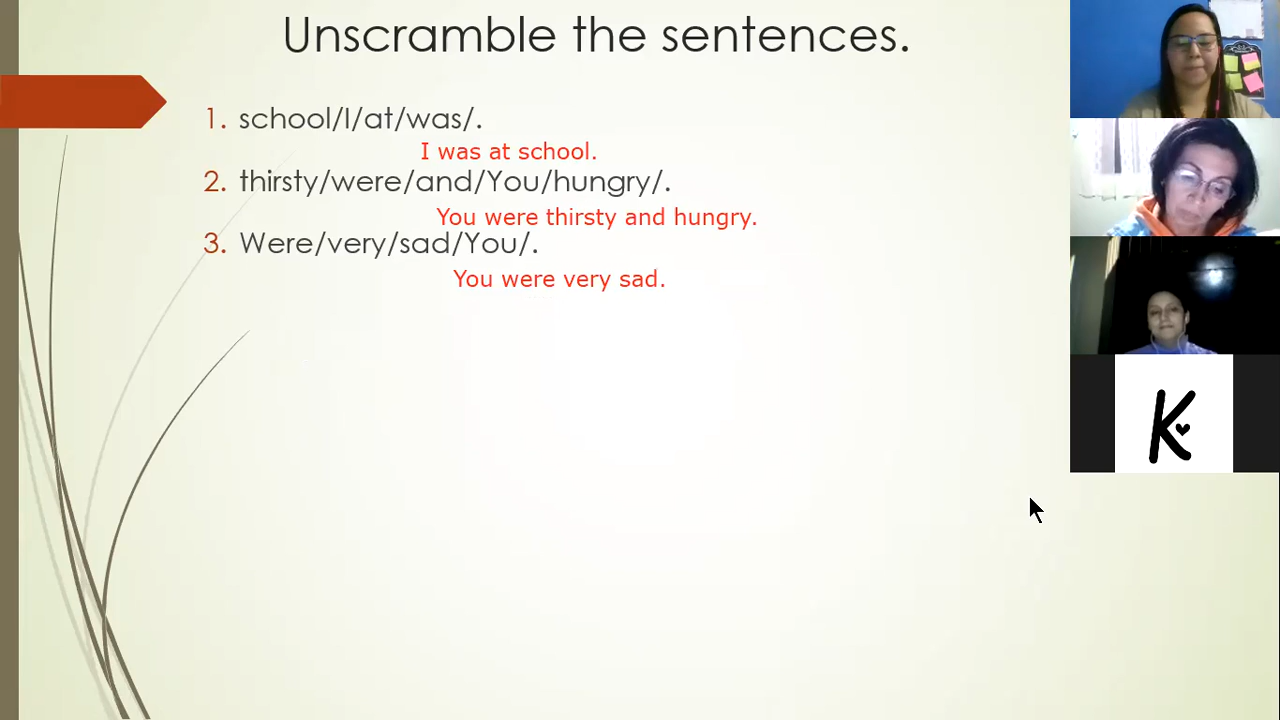 Unscramble the sentences.
1. school/I/at/was/.
I was at school.
2. thirsty/were/and/You/hungry/.
You were thirsty and hungry.
3. Were/very/sad/You/.
You were very sad.
K